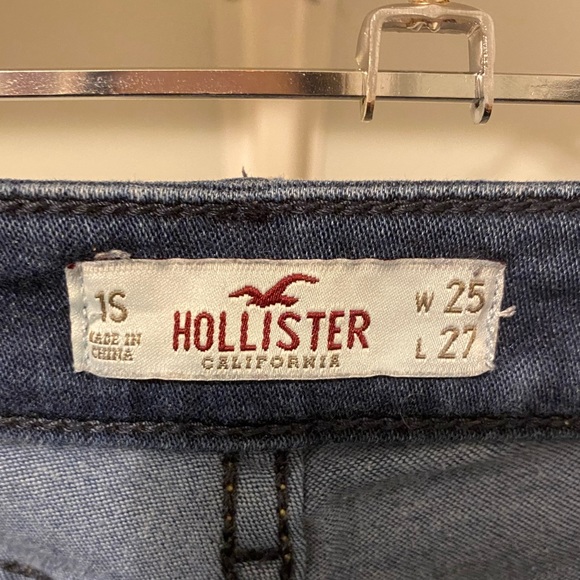 1S
MADE IN
CHINA
HOLLISTER
CALIFORNIA
W 25
L 27